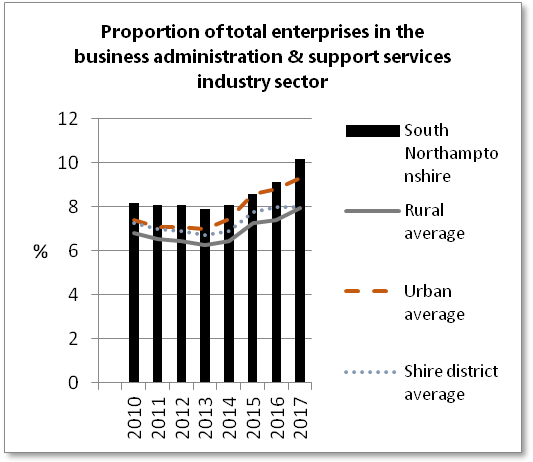 Proportion of total enterprises in the
business administration & support services
industry sector
12
10
8
6
4
2
0
%
2010
2011
2012
2013
2014
2015
2016
2017
South
Northampto
nshire
Rural
average
Urban
average
Shire district
average